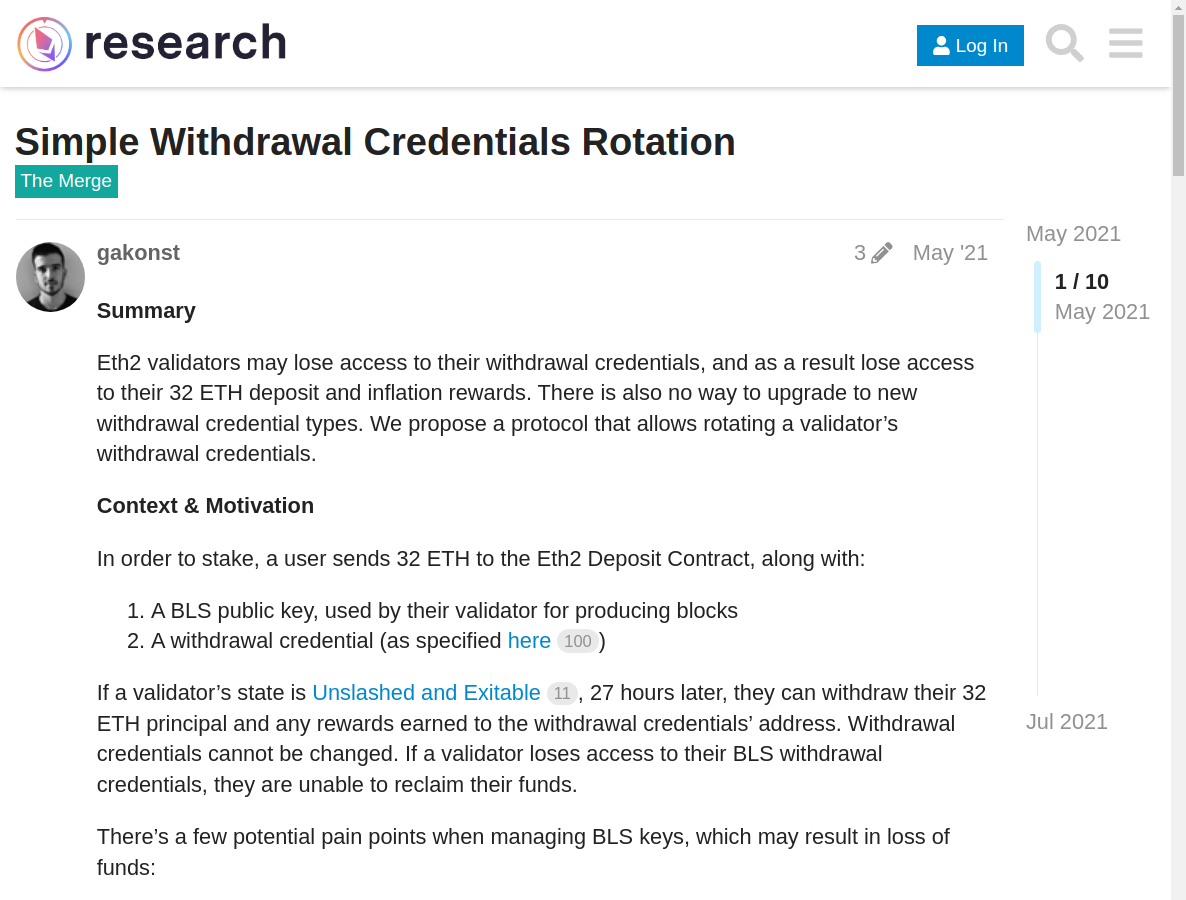 research
Log In
Simple Withdrawal Credentials Rotation
The Merge
gakonst
3
May '21
May 2021
1 / 10
May 2021
Summary
Eth2 validators may lose access to their withdrawal credentials, and as a result lose access
to their 32 ETH deposit and inflation rewards. There is also no way to upgrade to new
withdrawal credential types. We propose a protocol that allows rotating a validator’s
withdrawal credentials.
Context & Motivation
In order to stake, a user sends 32 ETH to the Eth2 Deposit Contract, along with:
1. A BLS public key, used by their validator for producing blocks
2. A withdrawal credential (as specified here 100)
If a validator’s state is Unslashed and Exitable 11, 27 hours later, they can withdraw their 32
ETH principal and any rewards earned to the withdrawal credentials’ address. Withdrawal
credentials cannot be changed. If a validator loses access to their BLS withdrawal
credentials, they are unable to reclaim their funds.
Jul 2021
There’s a few potential pain points when managing BLS keys, which may result in loss of
funds: